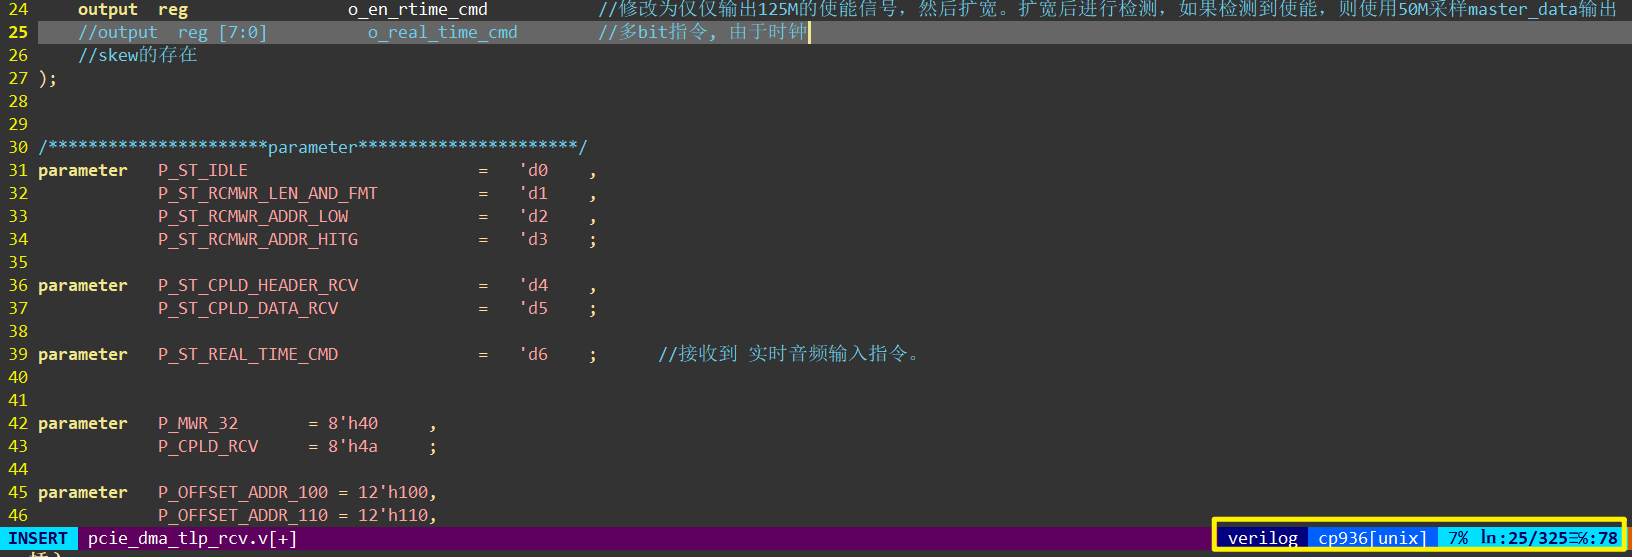 24 output reg o_en_rtime_cmd //修改为仅仅输出125M的使能信号，然后扩宽。扩宽后进行检测，如果检测到使能，则使用50M采样master_data输出
25 //output reg [7:0] o_real_time_cmd //多bit指令, 由于时钟
26 //skew的存在
27 );
28
29
30 /**********************parameter**********************/
31 parameter P_ST_IDLE = 'd0 ,
32 P_ST_RCMWR_LEN_AND_FMT = 'd1 ,
33 P_ST_RCMWR_ADDR_LOW = 'd2 ,
34 P_ST_RCMWR_ADDR_HITG = 'd3 ;
35
36 parameter P_ST_CPLD_HEADER_RCV = 'd4 ,
37 P_ST_CPLD_DATA_RCV = 'd5 ;
38
39 parameter P_ST_REAL_TIME_CMD = 'd6 ; //接收到 实时音频输入指令。
40
41
42 parameter P_MWR_32 = 8'h40 ,
43 P_CPLD_RCV = 8'h4a ;
44
45 parameter P_OFFSET_ADDR_100 = 12'h100,
46 P_OFFSET_ADDR_110 = 12'h110,
INSERT pcie_dma_tlp_rcv.v[+] verilog cp936[unix] 7% ln:25/325≡℅:78